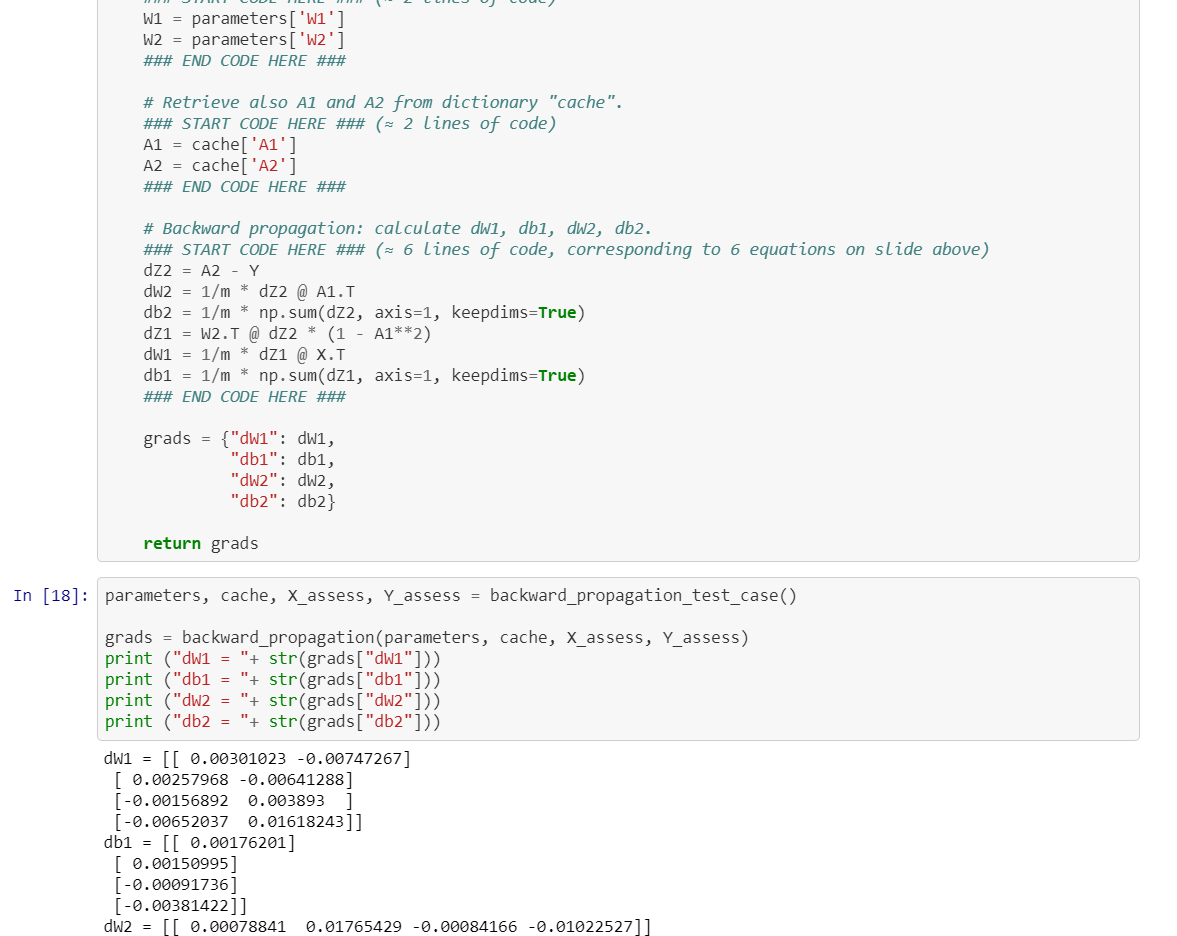 ### START CODE HERE ### (≈ 2 lines of code)
W1 = parameters['W1']
W2 = parameters['W2']
### END CODE HERE ###
# Retrieve also A1 and A2 from dictionary "cache".
### START CODE HERE ### (≈ 2 lines of code)
A1 = cache['A1']
A2 = cache['A2']
### END CODE HERE ###
# Backward propagation: calculate dW1, db1, dW2, db2.
### START CODE HERE ### (≈ 6 lines of code, corresponding to 6 equations on slide above)
dZ2 = A2 - Y
dW2 = 1/m * dZ2 @ A1.T
db2 = 1/m * np.sum(dZ2, axis=1, keepdims=True)
dZ1 = W2.T @ dZ2 * (1 - A1**2)
dW1 = 1/m * dZ1 @ X.T
db1 = 1/m * np.sum(dZ1, axis=1, keepdims=True)
### END CODE HERE ###
grads = {"dW1": dW1,
"db1": db1,
"dW2": dW2,
"db2": db2}
return grads
In [18]: parameters, cache, X_assess, Y_assess = backward_propagation_test_case()
grads = backward_propagation(parameters, cache, X_assess, Y_assess)
print ("dW1 = "+ str(grads["dW1"]))
print ("db1 = "+ str(grads["db1"]))
print ("dW2 = "+ str(grads["dW2"]))
print ("db2 = "+ str(grads["db2"]))
dW1 = [[ 0.00301023 -0.00747267]
[ 0.00257968 -0.00641288]
[-0.00156892  0.003893  ]
[-0.00652037  0.01618243]]
db1 = [[ 0.00176201]
[ 0.00150995]
[-0.00091736]
[-0.00381422]]
dW2 = [[ 0.00078841  0.01765429 -0.00084166 -0.01022527]]